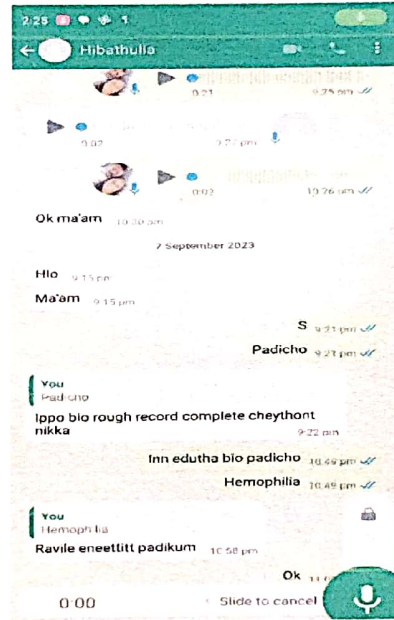 2:25
Hibathulla
0:21 9:25 pm
0:02
0:02 10:26 pm
Ok ma'am 10:30 pm
7 September 2023
Hlo 9:15 pm
Ma'am 9:15 pm
S 9:21 pm
Padicho 9:21 pm
You
Padicho
Ippo bio rough record complete cheythont
nikka 9:22 pm
Inn edutha bio padicho 10:49 pm
Hemophilia 10:49 pm
You
Hemophilia
Ravile eneettitt padikum 10:58 pm
Ok
0:00 Slide to cancel